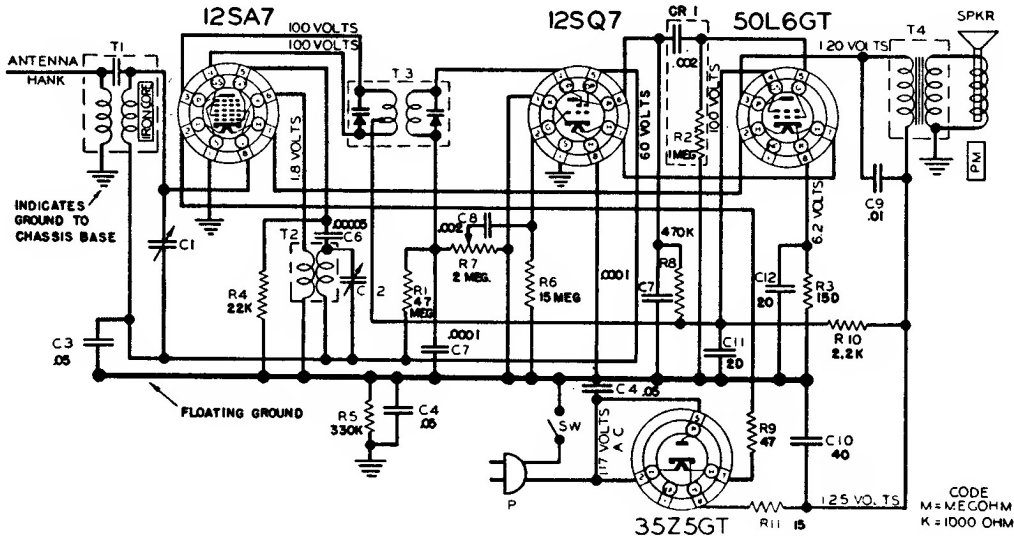 12SA7
12SQ7
50L6GT
SPKR
ANTENNA
HANK
T1
IRON CORE
100 VOLTS
100 VOLTS
T3
CR 1
.002
R2
1 MEG.
60 VOLTS
100 VOLTS
120 VOLTS
T4
PM
C9
.01
INDICATES
GROUND TO
CHASSIS BASE
C1
1.8 VOLTS
.00005
C6
T2
C 2
R4
22K
C8
.002
R7
2 MEG.
R1
47
MEG
R6
15 MEG
.0001
C7
.0001
C7
470K
R8
6.2 VOLTS
C12
20
R3
150
R10
2.2K
C11
20
C3
.05
FLOATING GROUND
R5
330K
C4
.05
SW
C4 .05
117 VOLTS
A C
P
35Z5GT
R9
47
C10
40
R11 15
125 VOLTS
CODE
M=MEGOHM
K=1000 OHM